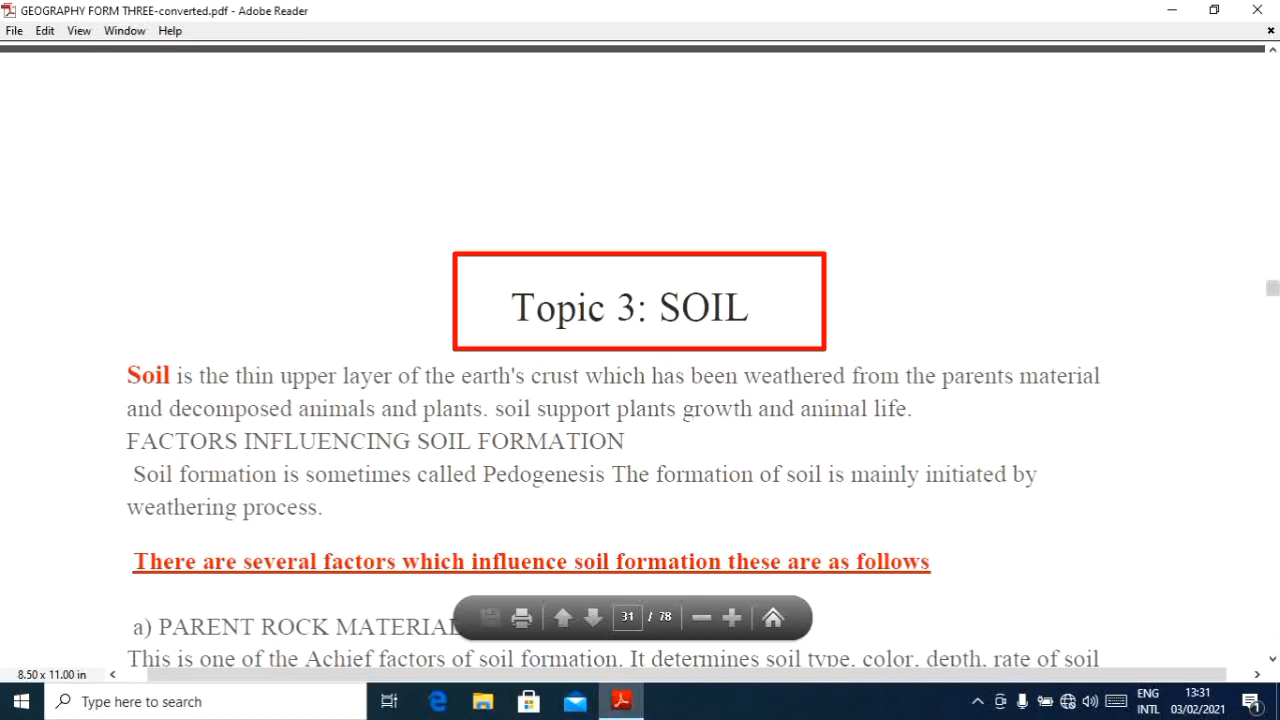 GEOGRAPHY FORM THREE-converted.pdf - Adobe Reader
File Edit View Window Help
Topic 3: SOIL
Soil is the thin upper layer of the earth's crust which has been weathered from the parents material
and decomposed animals and plants. soil support plants growth and animal life.
FACTORS INFLUENCING SOIL FORMATION
Soil formation is sometimes called Pedogenesis The formation of soil is mainly initiated by
weathering process.
There are several factors which influence soil formation these are as follows
a) PARENT ROCK MATERIAL
31 / 78
This is one of the Achief factors of soil formation. It determines soil type, color, depth, rate of soil
8.50 x 11.00 in
Type here to search
ENG 13:31
INTL 03/02/2021
1